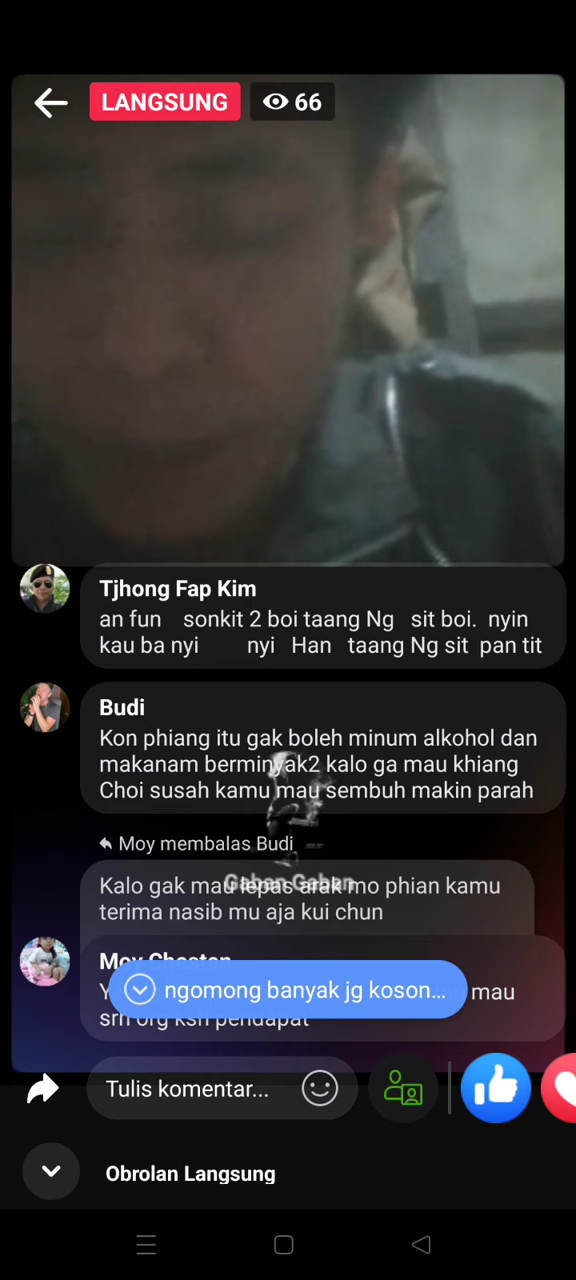 LANGSUNG 66
Tjhong Fap Kim
an fun sonkit 2 boi taang Ng sit boi. nyin
kau ba nyi nyi Han taang Ng sit pan tit
Budi
Kon phiang itu gak boleh minum alkohol dan
makanam berminyak2 kalo ga mau khiang
Choi susah kamu mau sembuh makin parah
Moy membalas Budi
Kalo gak mau lepas arak mo phian kamu
terima nasib mu aja kui chun
Gaban Gaban
Moy
mau
ngomong banyak jg koson...
srh org ksh pendapat
Tulis komentar...
Obrolan Langsung